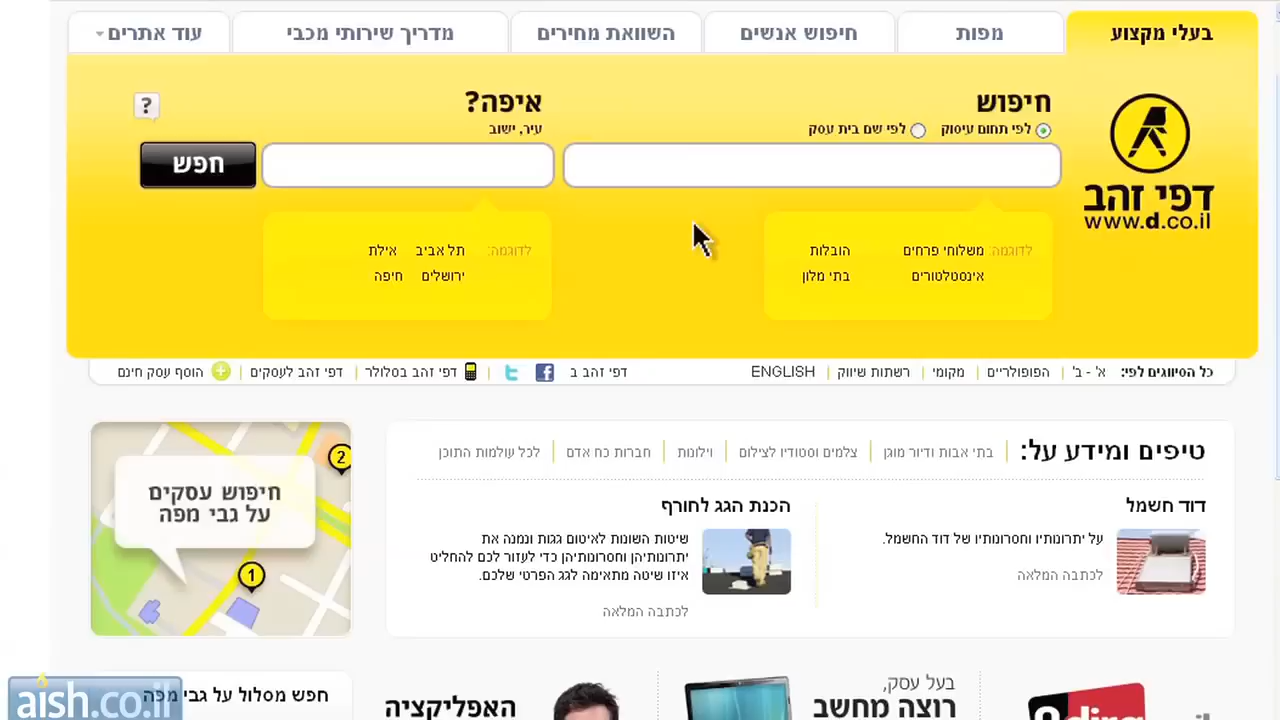 בעלי מקצוע
מפות
חיפוש אנשים
השוואת מחירים
מדריך שירותי מכבי
עוד אתרים
דפי זהב
www.d.co.il
חיפוש
לפי תחום עיסוק
לפי שם בית עסק
איפה?
עיר, ישוב
?
חפש
לדוגמה: משלוחי פרחים הובלות
אינסטלטורים בתי מלון
לדוגמה: תל אביב אילת
ירושלים חיפה
כל הסיווגים לפי: א' - ב' | הפופולריים | מקומי | רשתות שיווק | ENGLISH
דפי זהב ב
דפי זהב בסלולר | דפי זהב לעסקים | הוסף עסק חינם
טיפים ומידע על: | בתי אבות ודיור מוגן | צלמים וסטודיו לצילום | וילונות | חברות כח אדם | לכל עולמות התוכן
דוד חשמל
על יתרונותיו וחסרונותיו של דוד החשמל.
לכתבה המלאה
הכנת הגג לחורף
שיטות השונות לאיטום גגות ונמנה את
יתרונותיהן וחסרונותיהן כדי לעזור לכם להחליט
איזו שיטה מתאימה לגג הפרטי שלכם.
לכתבה המלאה
2
חיפוש עסקים
על גבי מפה
1
בעל עסק,
רוצה מחשב
האפליקציה
חפש מסלול על גבי מפה
aish.co.il